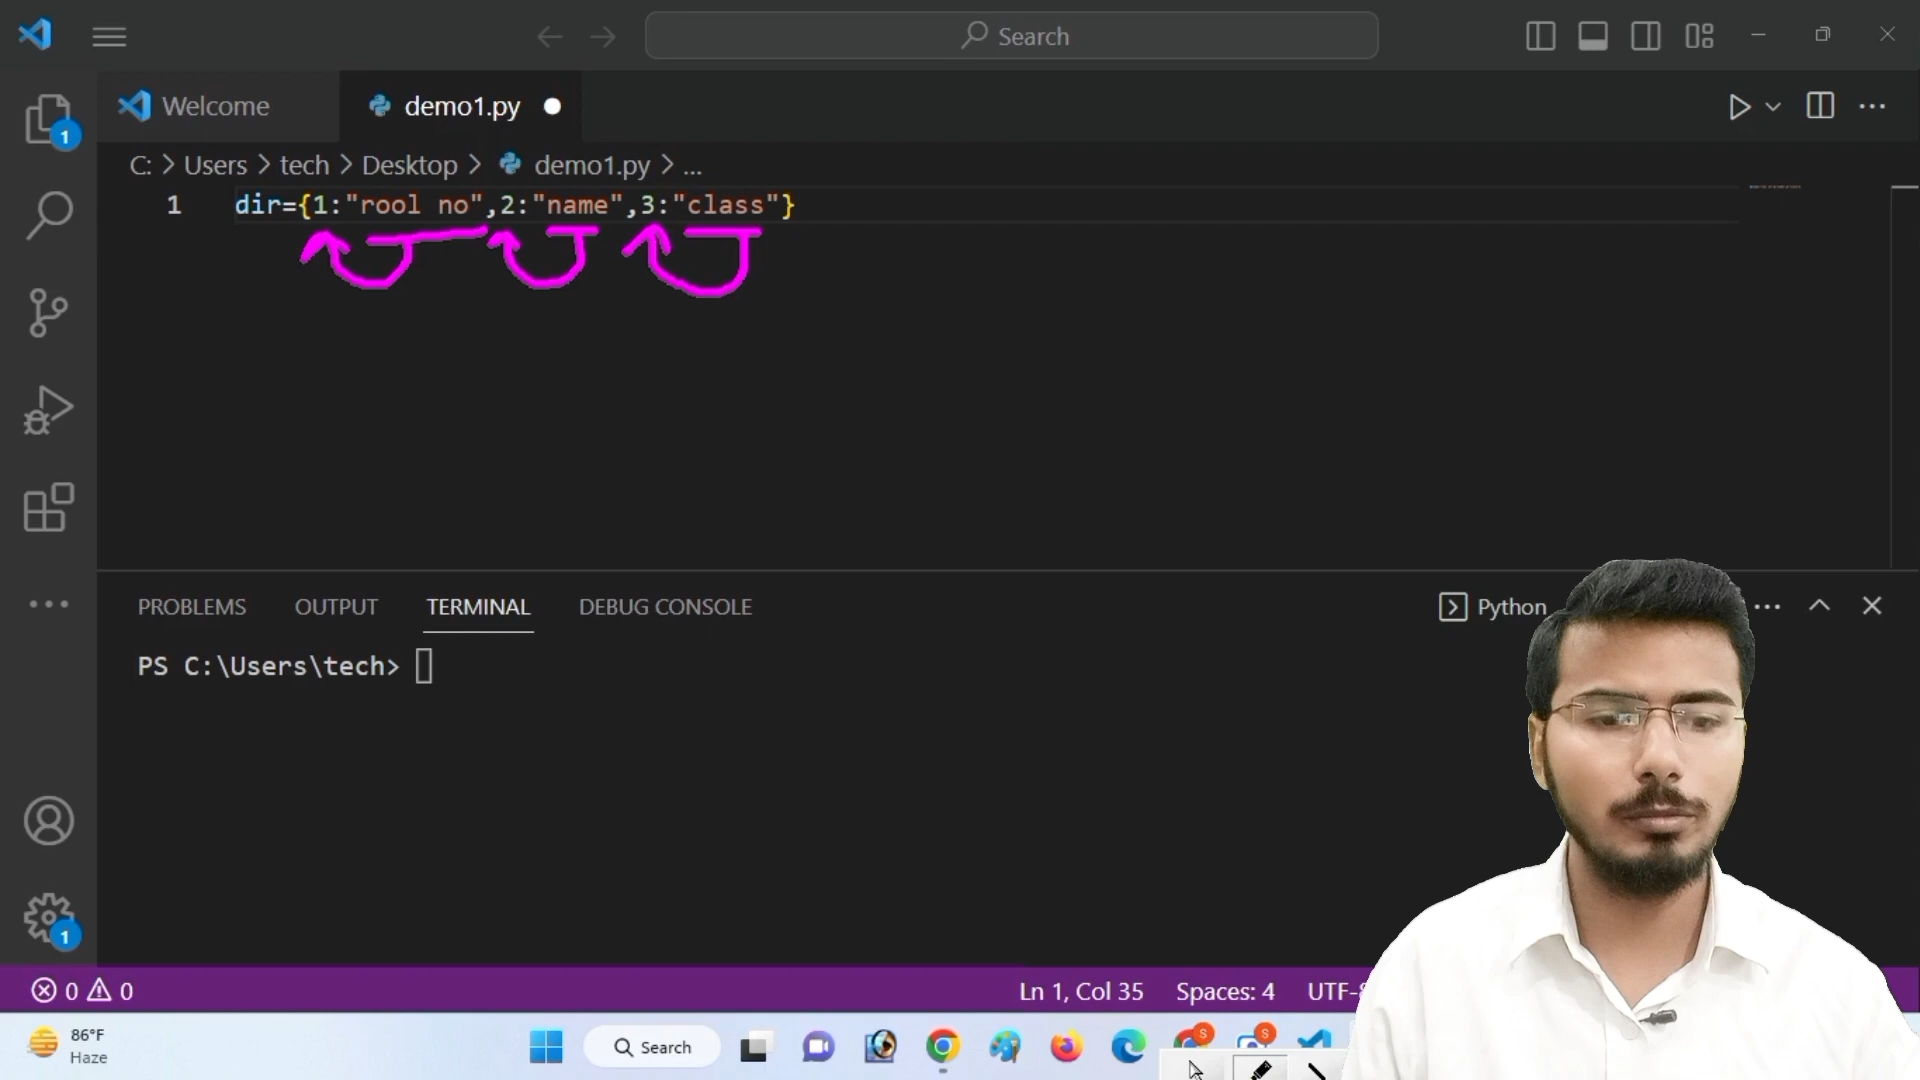 Search
Welcome
demo1.py
C: > Users > tech > Desktop > demo1.py > ...
1 dir={1:"rool no",2:"name",3:"class"}
PROBLEMS OUTPUT TERMINAL DEBUG CONSOLE
Python
PS C:\Users\tech>
1
1
0 0
Ln 1, Col 35 Spaces: 4
86°F
Haze
Search
S
S